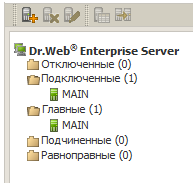 Dr.Web® Enterprise Server
Отключенные (0)
Подключенные (1)
MAIN
Главные (1)
MAIN
Подчиненные (0)
Равноправные (0)